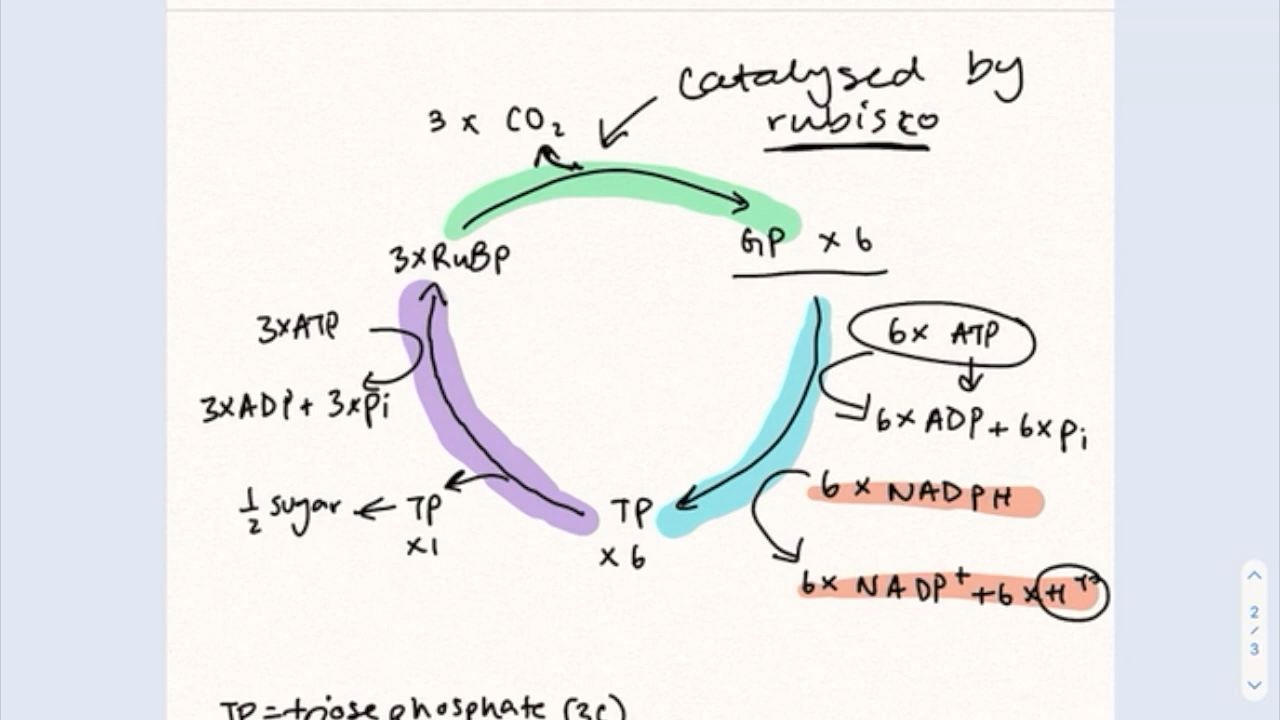 catalysed by
rubisco
3 x CO₂
3xRuBP
GP x 6
3xATP
3xADP + 3xPi
6x ATP
6x ADP + 6x Pi
6 x NADPH
6x NADP⁺ + 6 x H⁺
½ sugar ← TP
x1
TP
x 6
TP = triose phosphate (3C)
2
/
3